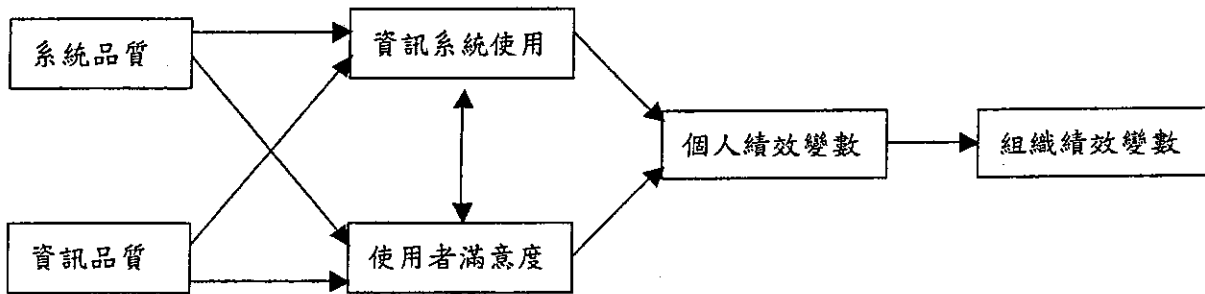 系統品質
資訊系統使用
個人績效變數
組織績效變數
資訊品質
使用者滿意度